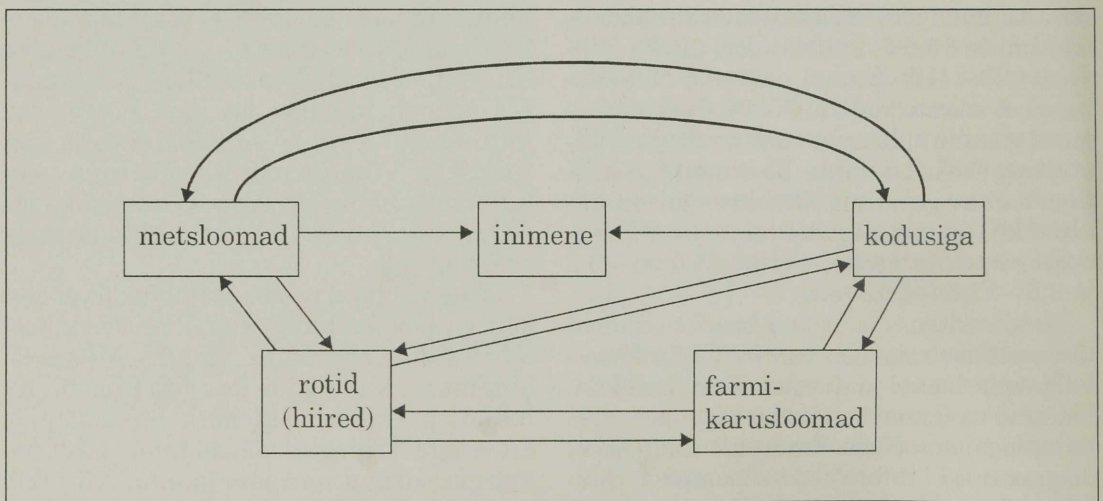 metsloomad
inimene
kodusiga
rotid
(hiired)
farmi-
karusloomad